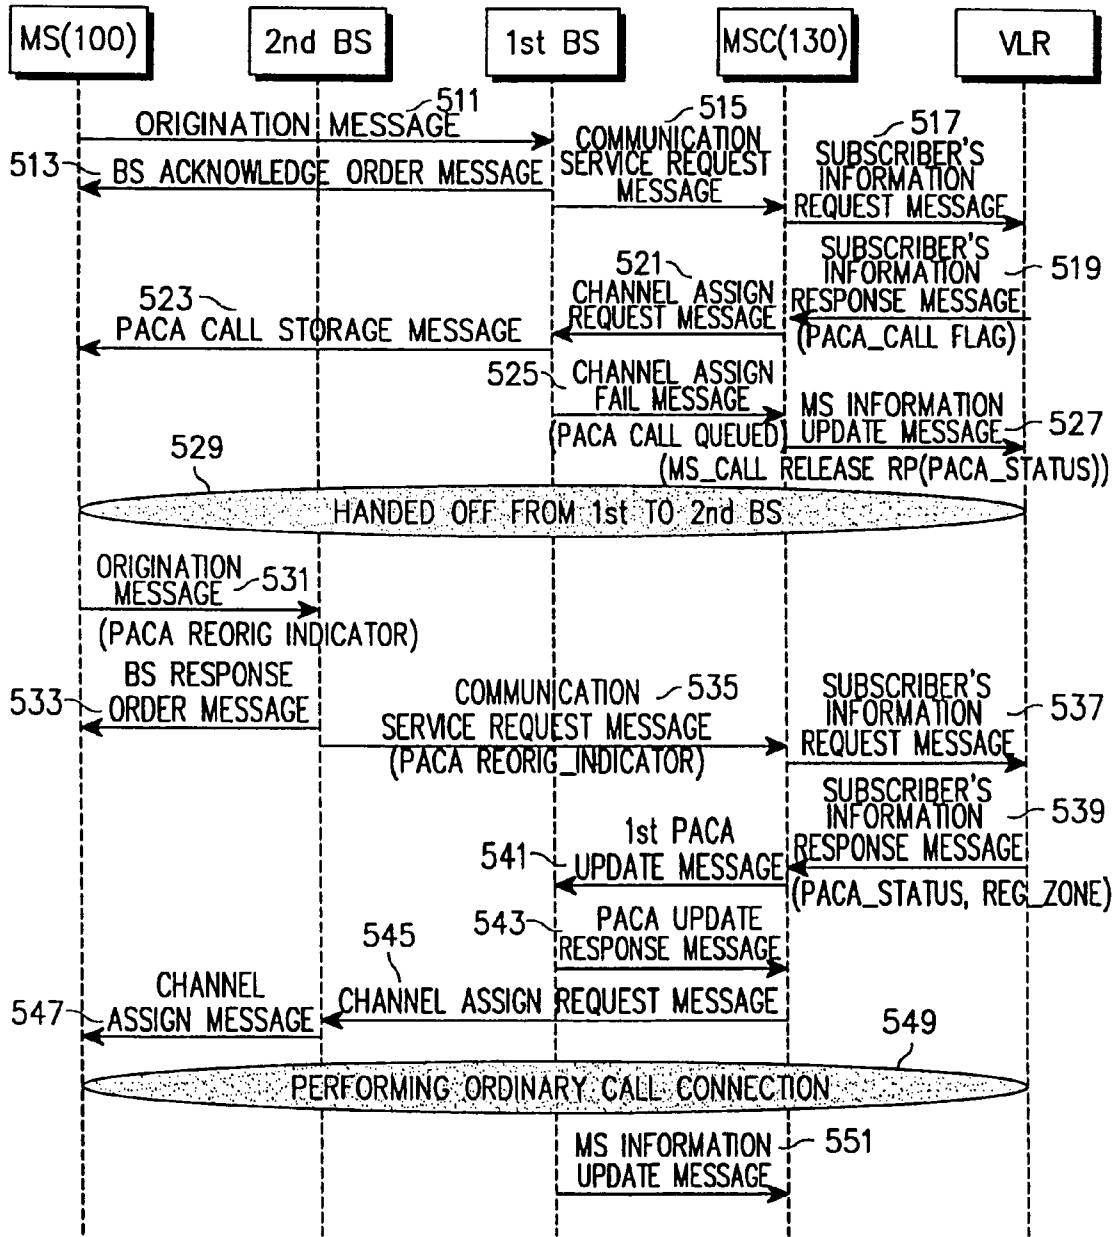 MS(100)
2nd BS
1st BS
MSC(130)
VLR
511
ORIGINATION MESSAGE
513
BS ACKNOWLEDGE ORDER MESSAGE
515
COMMUNICATION
SERVICE REQUEST
MESSAGE
517
SUBSCRIBER'S
INFORMATION
REQUEST MESSAGE
SUBSCRIBER'S
INFORMATION
RESPONSE MESSAGE
519
(PACA_CALL FLAG)
521
CHANNEL ASSIGN
REQUEST MESSAGE
523
PACA CALL STORAGE MESSAGE
525
CHANNEL ASSIGN
FAIL MESSAGE
(PACA CALL QUEUED)
MS INFORMATION
UPDATE MESSAGE
527
(MS_CALL RELEASE RP(PACA_STATUS))
529
HANDED OFF FROM 1st TO 2nd BS
ORIGINATION
MESSAGE
531
(PACA REORIG INDICATOR)
BS RESPONSE
ORDER MESSAGE
533
COMMUNICATION
SERVICE REQUEST MESSAGE
535
(PACA REORIG_INDICATOR)
SUBSCRIBER'S
INFORMATION
REQUEST MESSAGE
537
SUBSCRIBER'S
INFORMATION
RESPONSE MESSAGE
539
(PACA_STATUS, REG_ZONE)
1st PACA
UPDATE MESSAGE
541
PACA UPDATE
RESPONSE MESSAGE
543
545
CHANNEL ASSIGN REQUEST MESSAGE
CHANNEL
ASSIGN MESSAGE
547
549
PERFORMING ORDINARY CALL CONNECTION
MS INFORMATION
UPDATE MESSAGE
551